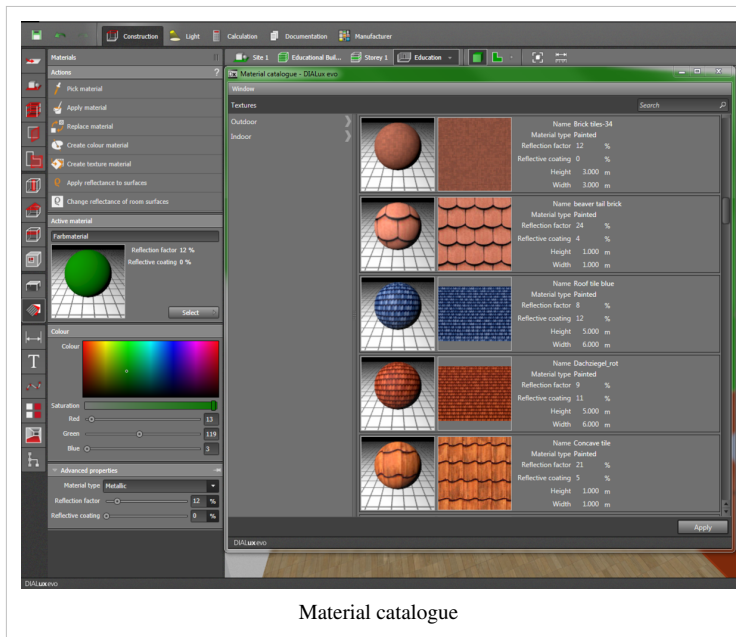 Construction Light Calculation Documentation Manufacturer
Materials
Site 1 Educational Buil... Storey 1 Education
Actions ?
Pick material
Apply material
Replace material
Create colour material
Create texture material
Apply reflectance to surfaces
Change reflectance of room surfaces
Active material
Farbmaterial
Reflection factor 12 %
Reflective coating 0 %
Select
Colour
Colour
Saturation
Red 13
Green 119
Blue 3
Advanced properties
Material type Metallic
Reflection factor 12 %
Reflective coating 0 %
Material catalogue - DIALux evo
Window
Textures Search
Outdoor
Indoor
Name Brick tiles-34
Material type Painted
Reflection factor 12 %
Reflective coating 0 %
Height 3.000 m
Width 3.000 m
Name beaver tail brick
Material type Painted
Reflection factor 24 %
Reflective coating 4 %
Height 1.000 m
Width 1.000 m
Name Roof tile blue
Material type Painted
Reflection factor 8 %
Reflective coating 12 %
Height 5.000 m
Width 6.000 m
Name Dachziegel_rot
Material type Painted
Reflection factor 9 %
Reflective coating 11 %
Height 5.000 m
Width 6.000 m
Name Concave tile
Material type Painted
Reflection factor 21 %
Reflective coating 5 %
Height 1.000 m
Width 1.000 m
Apply
DIALux evo
T
DIALux evo
Material catalogue